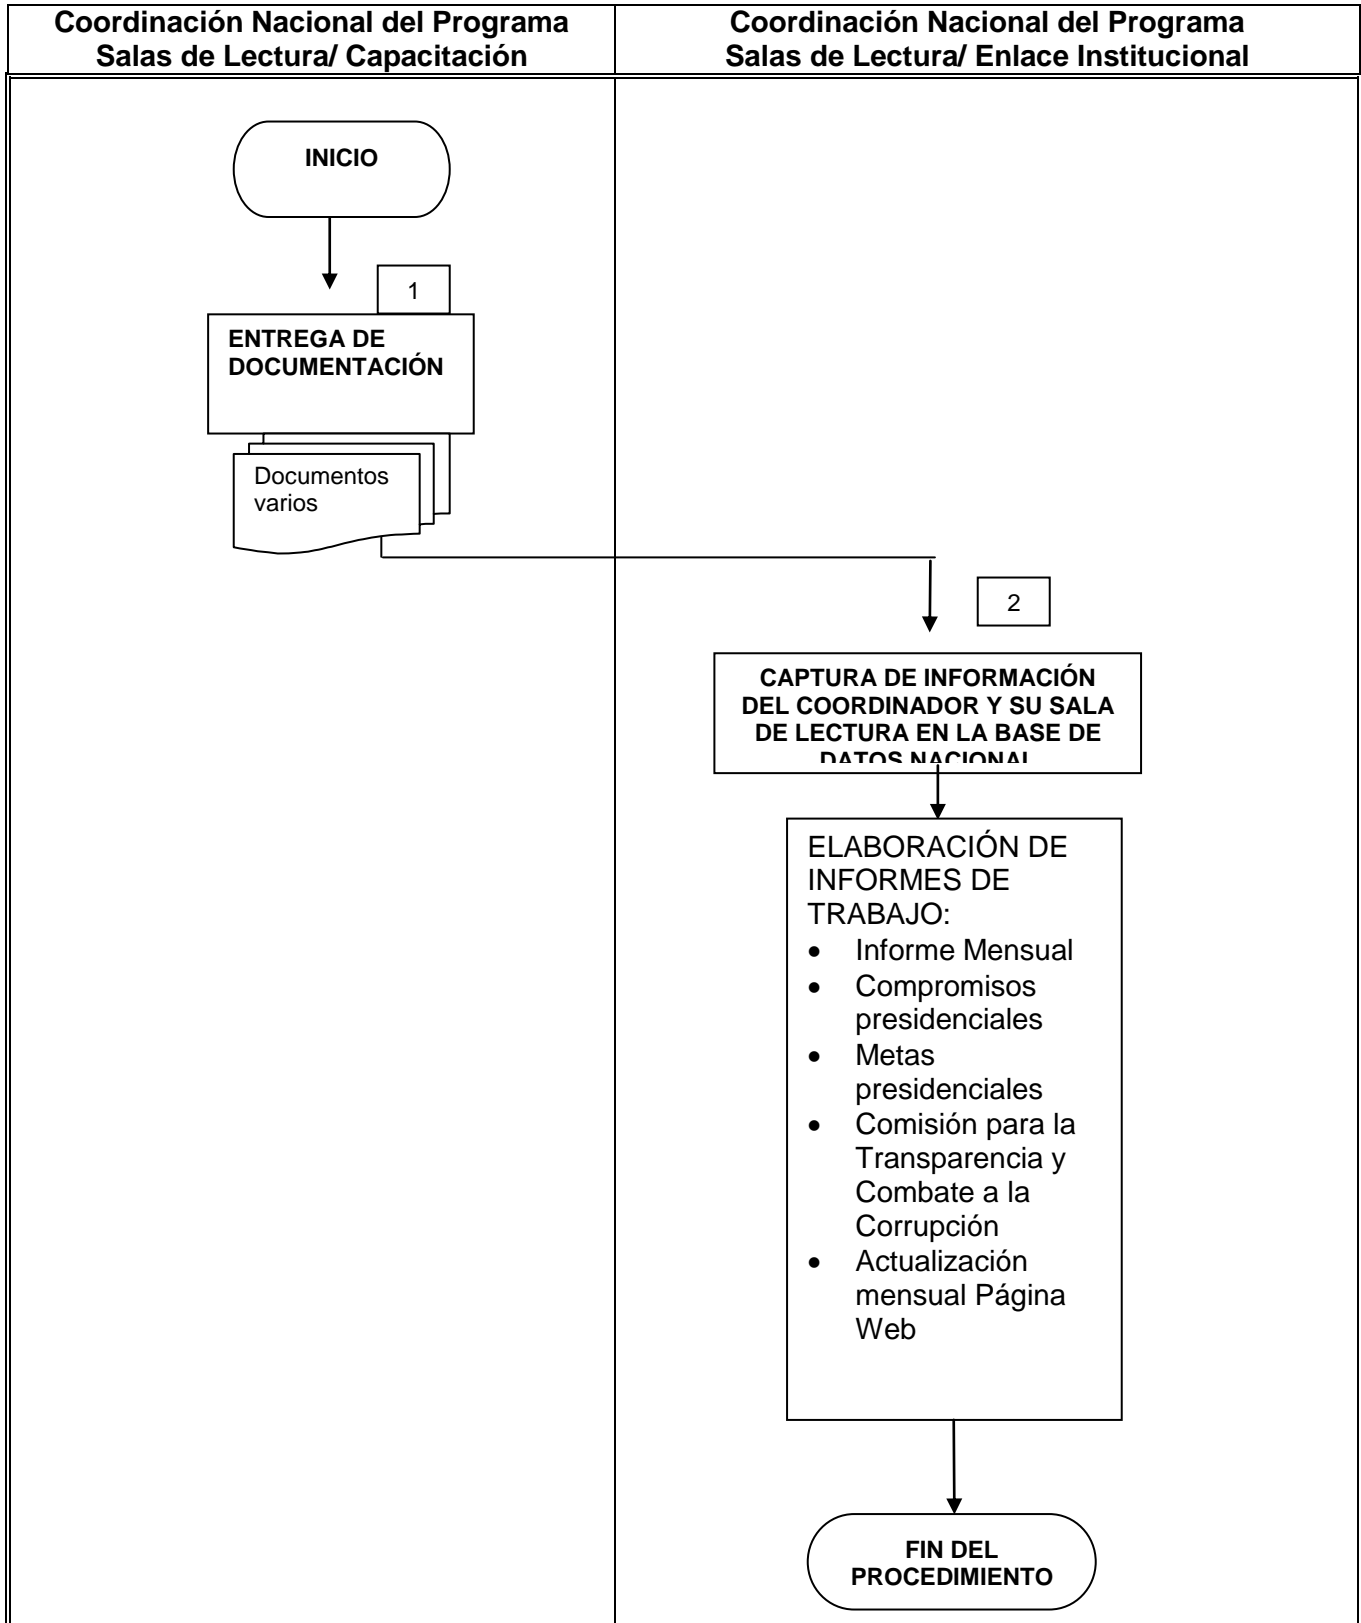 Coordinación Nacional del Programa
Salas de Lectura/ Capacitación
Coordinación Nacional del Programa
Salas de Lectura/ Enlace Institucional
INICIO
1
ENTREGA DE
DOCUMENTACIÓN
Documentos
varios
2
CAPTURA DE INFORMACIÓN
DEL COORDINADOR Y SU SALA
DE LECTURA EN LA BASE DE
DATOS NACIONAL
ELABORACIÓN DE
INFORMES DE
TRABAJO:
• Informe Mensual
• Compromisos
presidenciales
• Metas
presidenciales
• Comisión para la
Transparencia y
Combate a la
Corrupción
• Actualización
mensual Página
Web
FIN DEL
PROCEDIMIENTO